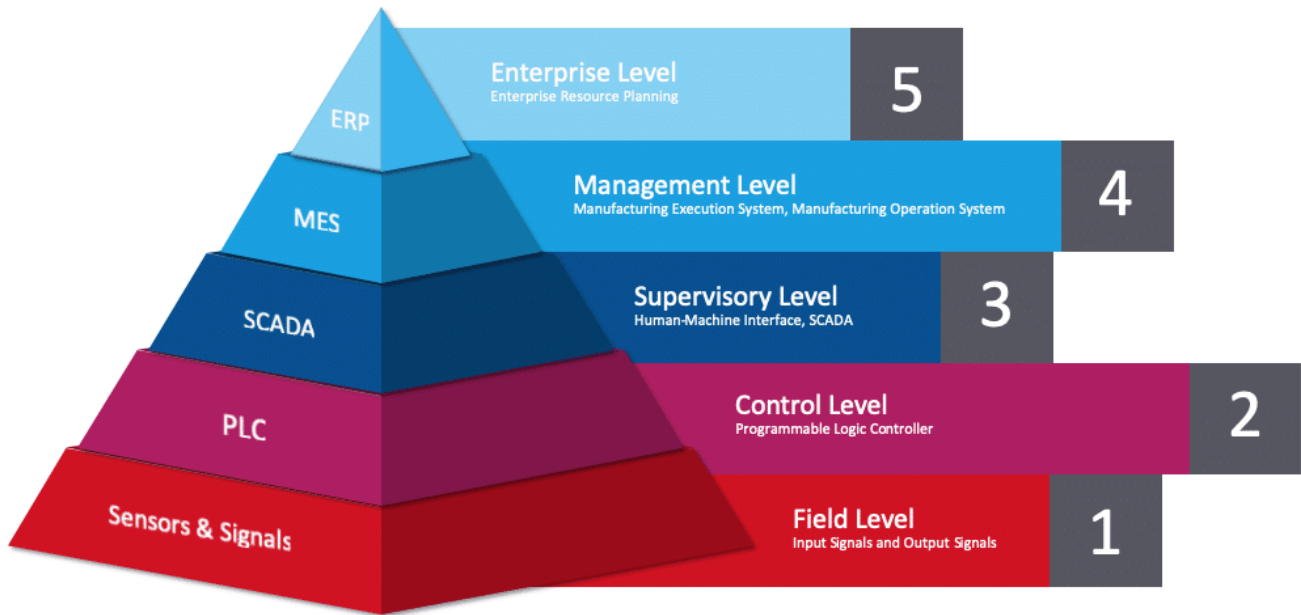 ERP
Enterprise Level
Enterprise Resource Planning
5
MES
Management Level
Manufacturing Execution System, Manufacturing Operation System
4
SCADA
Supervisory Level
Human-Machine Interface, SCADA
3
PLC
Control Level
Programmable Logic Controller
2
Sensors & Signals
Field Level
Input Signals and Output Signals
1